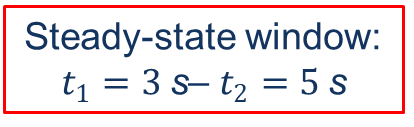 Steady-state window:
t₁ = 3 s– t₂ = 5 s